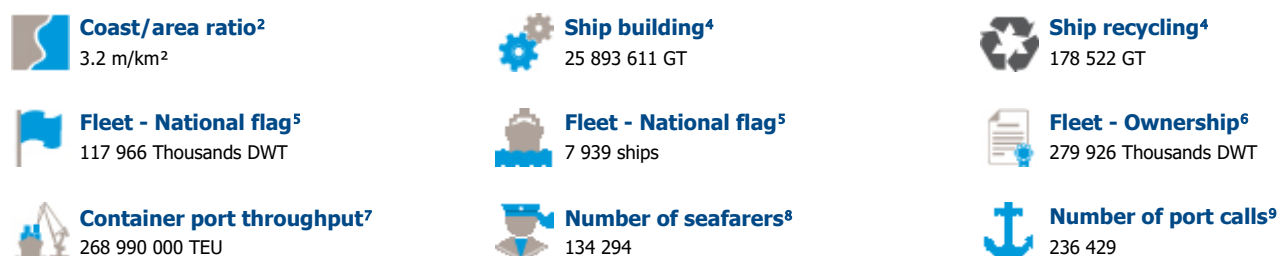 Coast/area ratio²
3.2 m/km²
Ship building⁴
25 893 611 GT
Ship recycling⁴
178 522 GT
Fleet - National flag⁵
117 966 Thousands DWT
Fleet - National flag⁵
7 939 ships
Fleet - Ownership⁶
279 926 Thousands DWT
Container port throughput⁷
268 990 000 TEU
Number of seafarers⁸
134 294
Number of port calls⁹
236 429